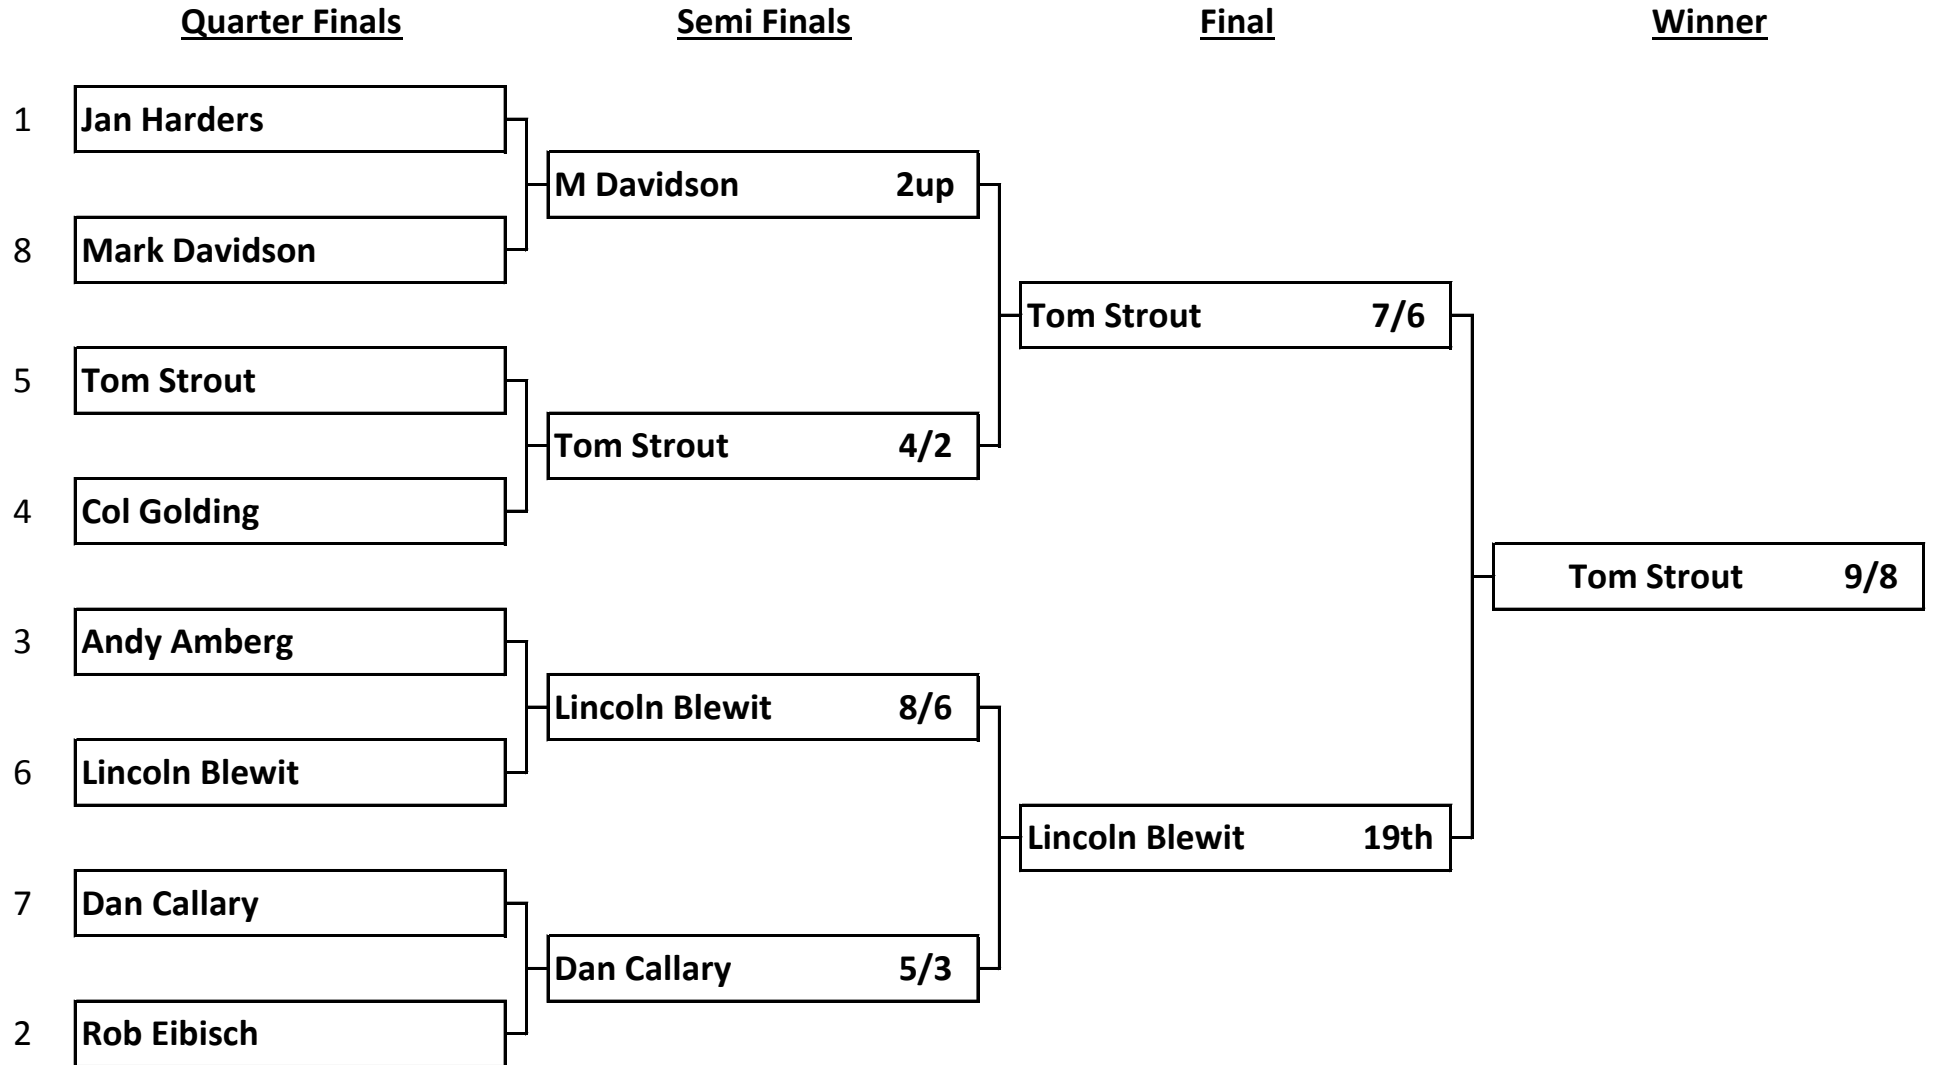 Quarter Finals Semi Finals Final Winner
1 Jan Harders
M Davidson 2up
8 Mark Davidson
Tom Strout 7/6
5 Tom Strout
Tom Strout 4/2
4 Col Golding
Tom Strout 9/8
3 Andy Amberg
Lincoln Blewit 8/6
6 Lincoln Blewit
Lincoln Blewit 19th
7 Dan Callary
Dan Callary 5/3
2 Rob Eibisch